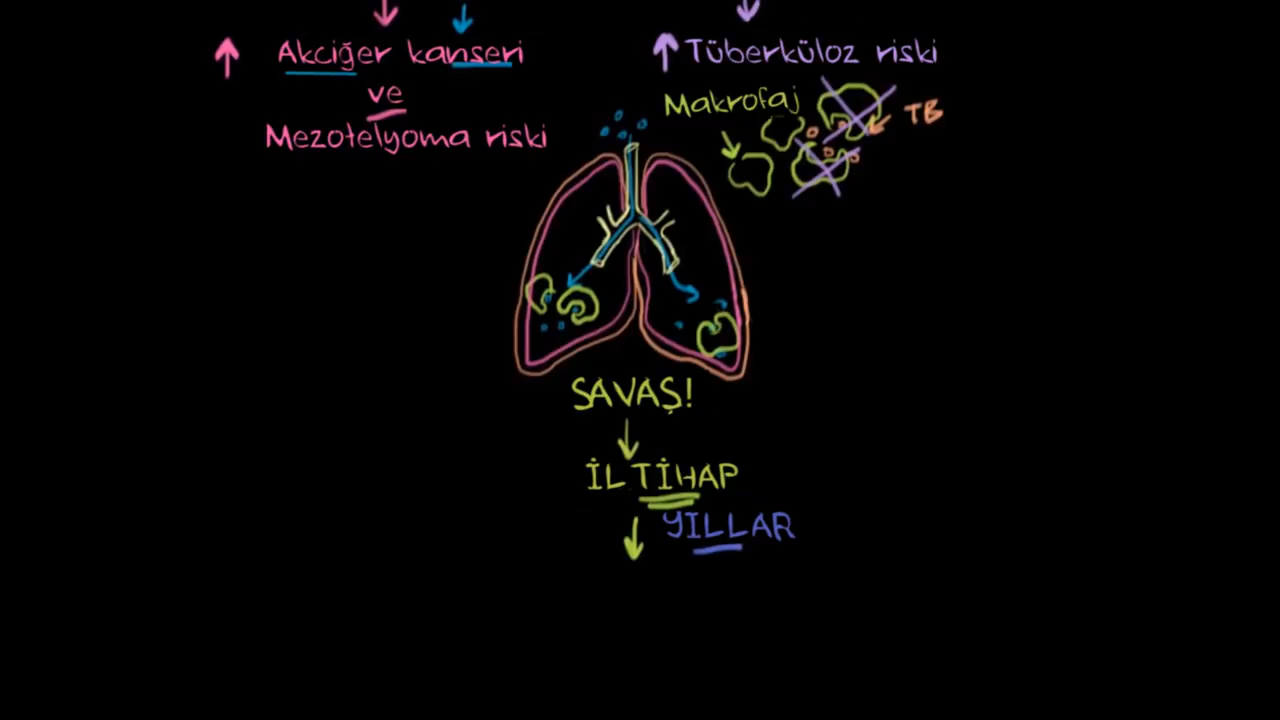 Akciğer kanseri
ve
Mezotelyoma riski
Tüberküloz riski
Makrofaj
TB
SAVAŞ!
İLTİHAP
YILLAR